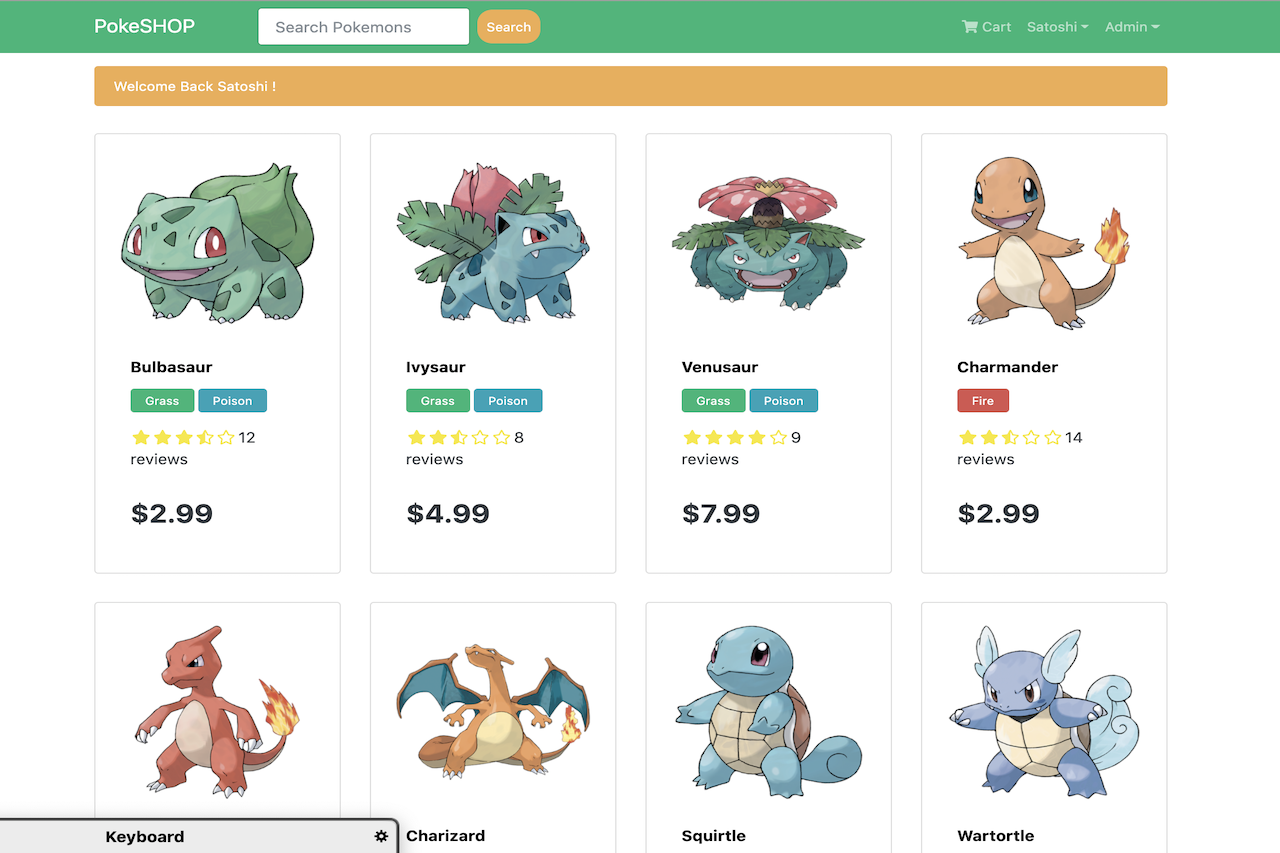 PokeSHOP
Search Pokemons
Search
Cart
Satoshi
Admin
Welcome Back Satoshi !
Bulbasaur
Grass Poison
12
reviews
$2.99
Ivysaur
Grass Poison
8
reviews
$4.99
Venusaur
Grass Poison
9
reviews
$7.99
Charmander
Fire
14
reviews
$2.99
Keyboard
Charizard
Squirtle
Wartortle